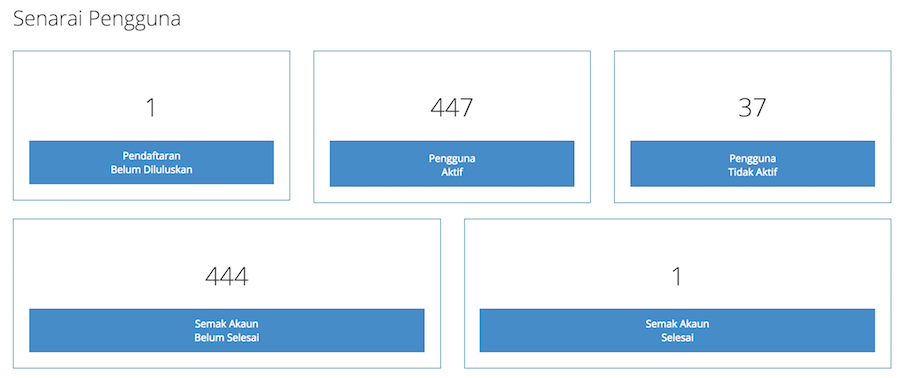 Senarai Pengguna
1
Pendaftaran
Belum Diluluskan
447
Pengguna
Aktif
37
Pengguna
Tidak Aktif
444
Semak Akaun
Belum Selesai
1
Semak Akaun
Selesai